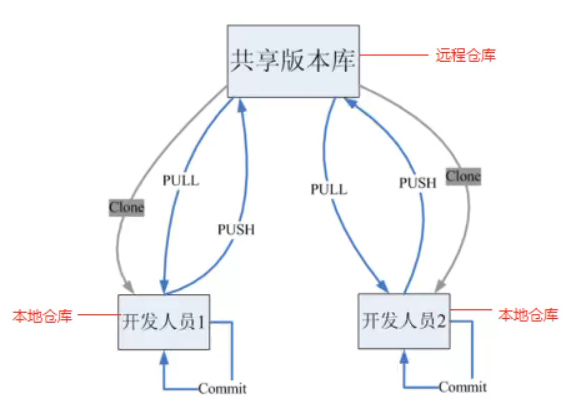 共享版本库
远程仓库
PULL
Clone
PUSH
PULL
PUSH
Clone
本地仓库
开发人员1
开发人员2
本地仓库
Commit
Commit